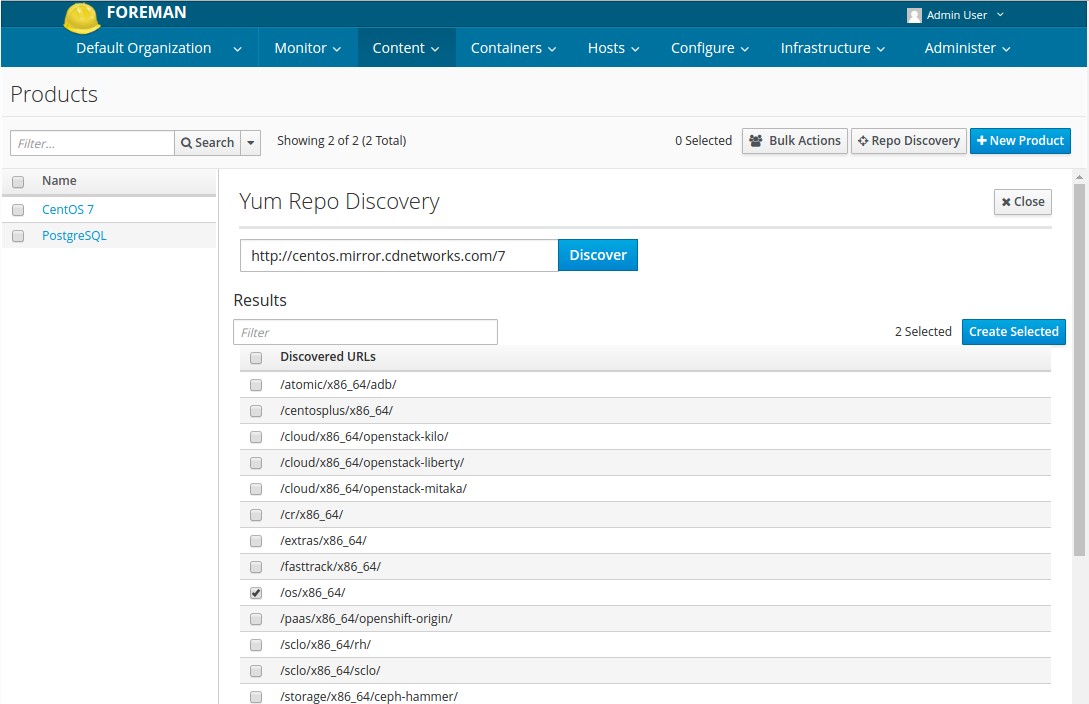 FOREMAN
Admin User
Default Organization Monitor Content Containers Hosts Configure Infrastructure Administer
Products
Filter... Search Showing 2 of 2 (2 Total) 0 Selected Bulk Actions Repo Discovery New Product
Name
CentOS 7
PostgreSQL
Yum Repo Discovery Close
http://centos.mirror.cdnetworks.com/7 Discover
Results
Filter 2 Selected Create Selected
Discovered URLs
/atomic/x86_64/adb/
/centosplus/x86_64/
/cloud/x86_64/openstack-kilo/
/cloud/x86_64/openstack-liberty/
/cloud/x86_64/openstack-mitaka/
/cr/x86_64/
/extras/x86_64/
/fasttrack/x86_64/
/os/x86_64/
/paas/x86_64/openshift-origin/
/sclo/x86_64/rh/
/sclo/x86_64/sclo/
/storage/x86_64/ceph-hammer/